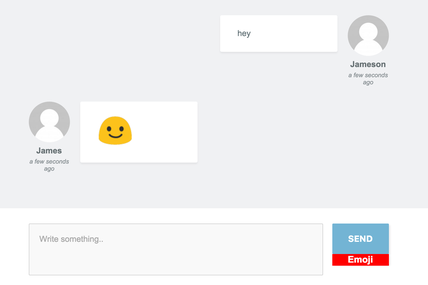 hey
Jameson
a few seconds
ago
James
a few seconds
ago
Write something..
SEND
Emoji